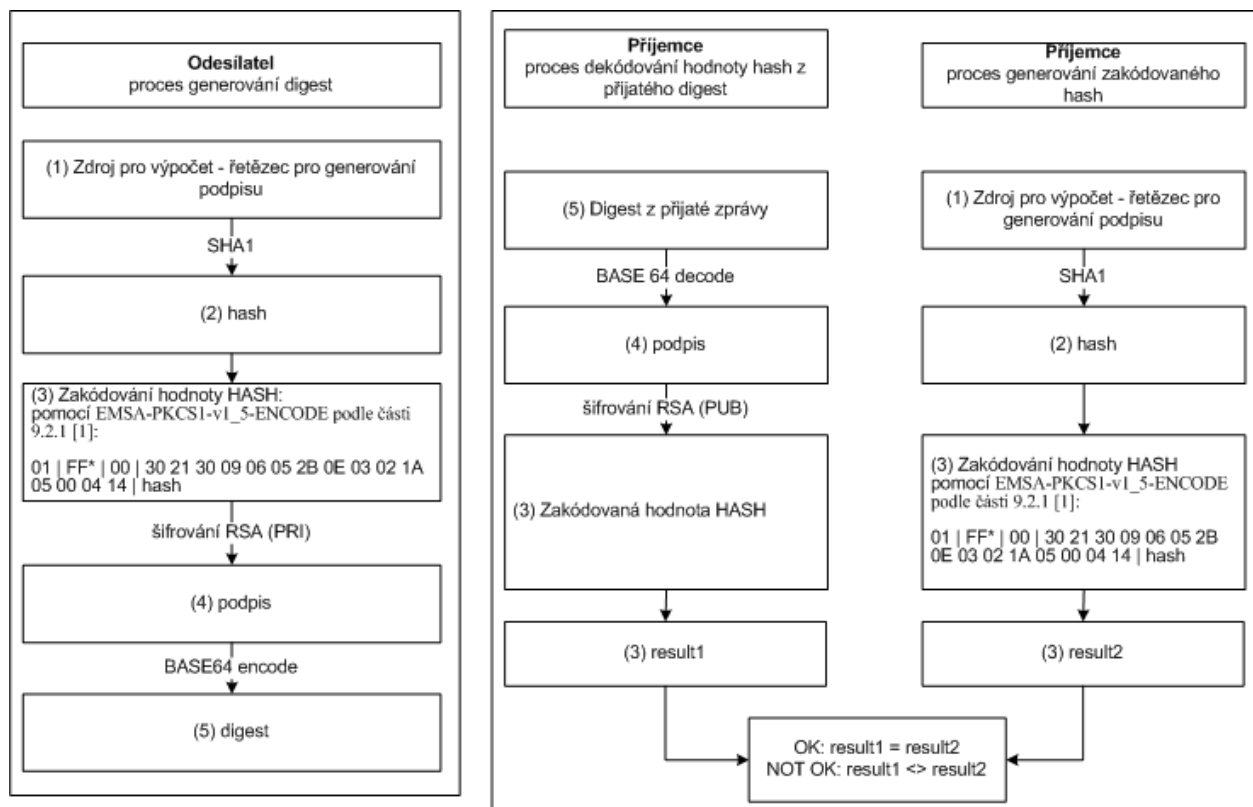 Odesílatel
proces generování digest
(1) Zdroj pro výpočet - řetězec pro generování
podpisu
SHA1
(2) hash
(3) Zakódování hodnoty HASH:
pomocí EMSA-PKCS1-v1_5-ENCODE podle části
9.2.1 [1]:
01 | FF* | 00 | 30 21 30 09 06 05 2B 0E 03 02 1A
05 00 04 14 | hash
šifrování RSA (PRI)
(4) podpis
BASE64 encode
(5) digest
Příjemce
proces dekódování hodnoty hash z
přijatého digest
(5) Digest z přijaté zprávy
BASE 64 decode
(4) podpis
šifrování RSA (PUB)
(3) Zakódovaná hodnota HASH
(3) result1
Příjemce
proces generování zakódovaného
hash
(1) Zdroj pro výpočet - řetězec pro
generování podpisu
SHA1
(2) hash
(3) Zakódování hodnoty HASH
pomocí EMSA-PKCS1-v1_5-ENCODE
podle části 9.2.1 [1]:
01 | FF* | 00 | 30 21 30 09 06 05 2B
0E 03 02 1A 05 00 04 14 | hash
(3) result2
OK: result1 = result2
NOT OK: result1 <> result2